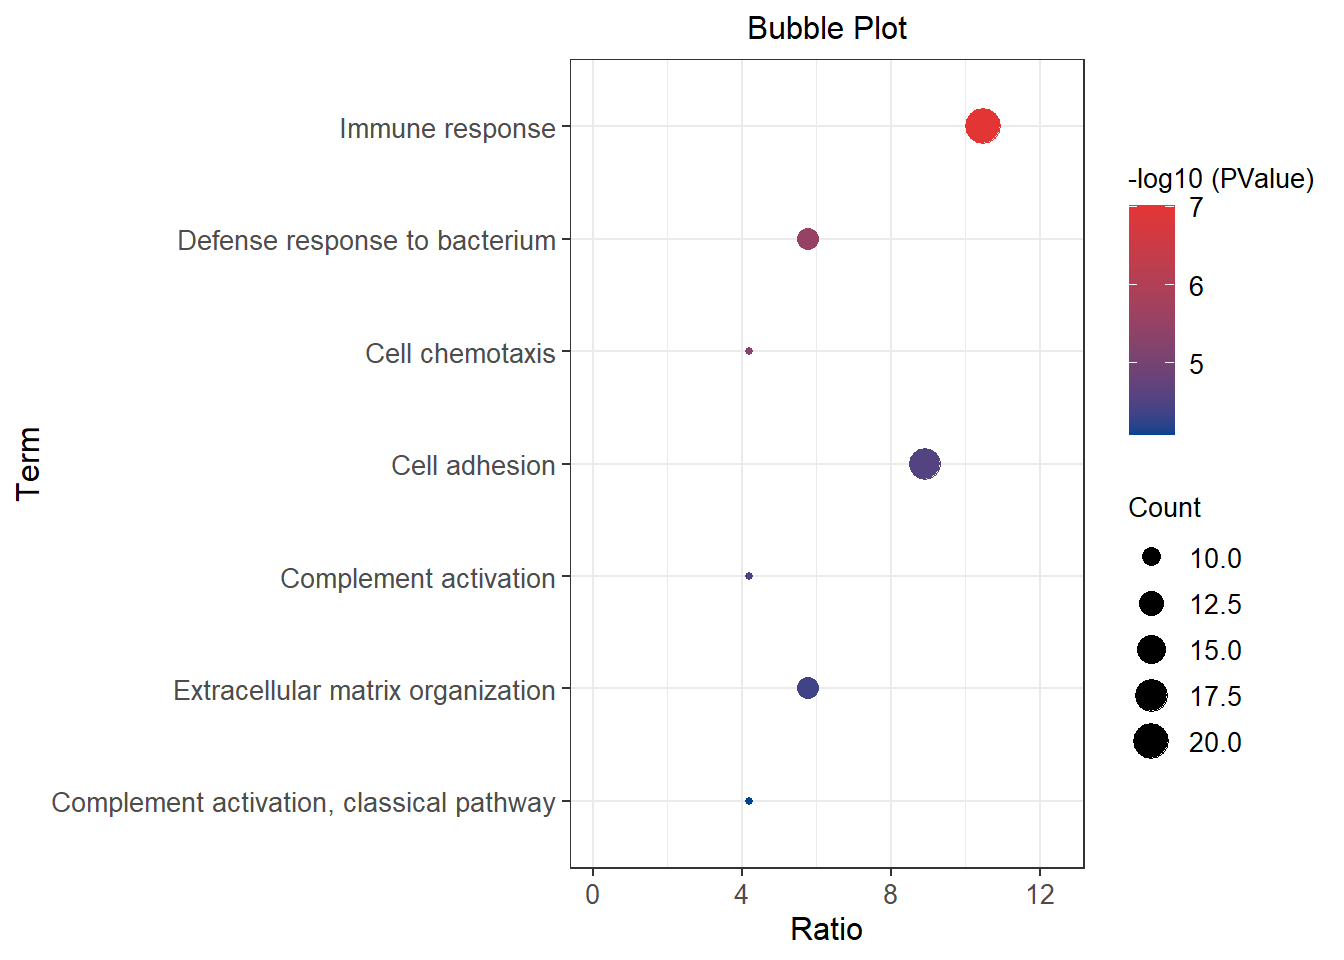 Bubble Plot
Term
Immune response
Defense response to bacterium
Cell chemotaxis
Cell adhesion
Complement activation
Extracellular matrix organization
Complement activation, classical pathway
0 4 8 12
Ratio
-log10 (PValue)
7
6
5
Count
10.0
12.5
15.0
17.5
20.0